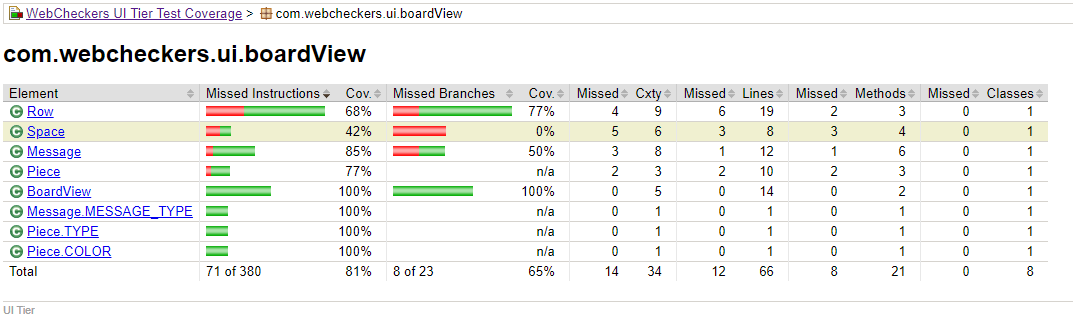 WebCheckers UI Tier Test Coverage > com.webcheckers.ui.boardView
com.webcheckers.ui.boardView
Element Missed Instructions Cov. Missed Branches Cov. Missed Cxty Missed Lines Missed Methods Missed Classes
Row 68% 77% 4 9 6 19 2 3 0 1
Space 42% 0% 5 6 3 8 3 4 0 1
Message 85% 50% 3 8 1 12 1 6 0 1
Piece 77% n/a 2 3 2 10 2 3 0 1
BoardView 100% 100% 0 5 0 14 0 2 0 1
Message.MESSAGE_TYPE 100% n/a 0 1 0 1 0 1 0 1
Piece.TYPE 100% n/a 0 1 0 1 0 1 0 1
Piece.COLOR 100% n/a 0 1 0 1 0 1 0 1
Total 71 of 380 81% 8 of 23 65% 14 34 12 66 8 21 0 8
UI Tier